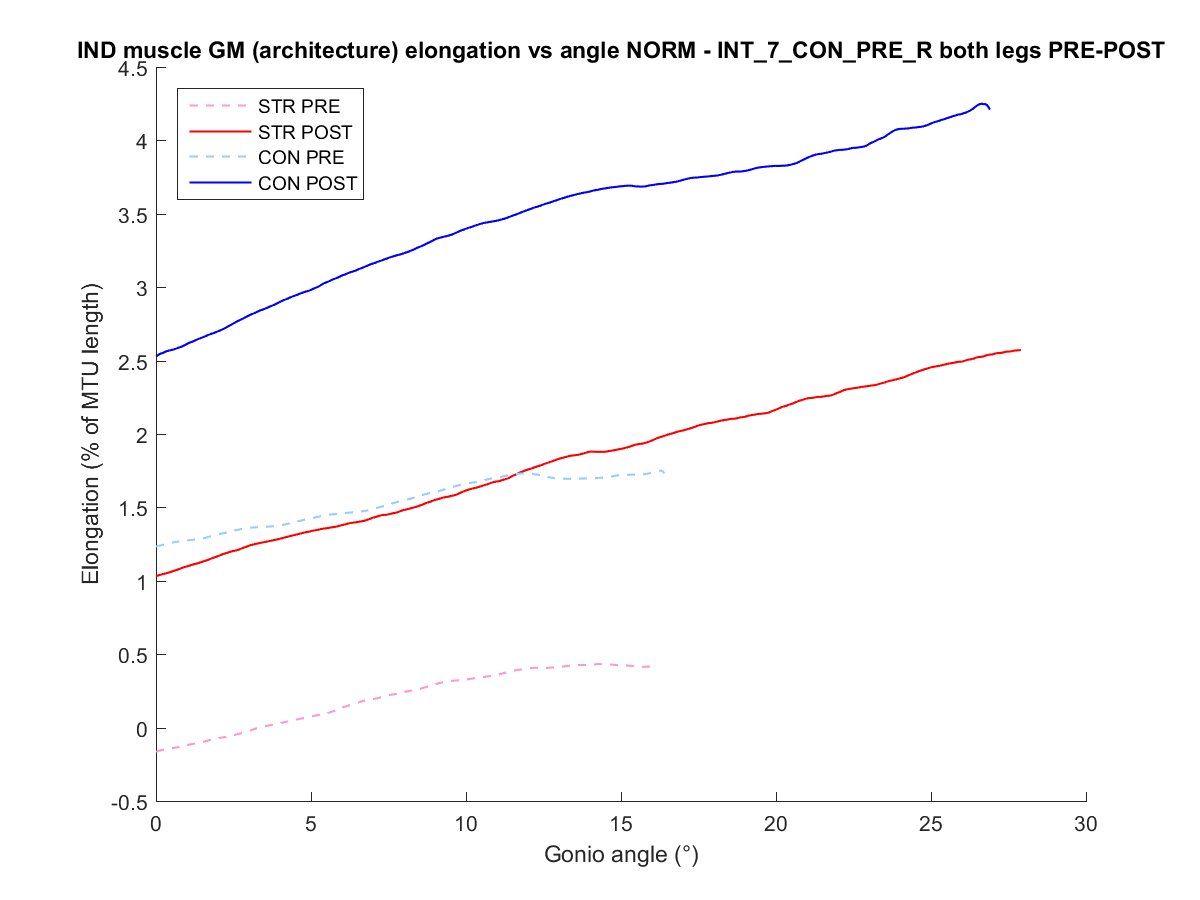 IND muscle GM (architecture) elongation vs angle NORM - INT_7_CON_PRE_R both legs PRE-POST
4.5
4
3.5
3
2.5
2
1.5
1
0.5
0
-0.5
Elongation (% of MTU length)
STR PRE
STR POST
CON PRE
CON POST
0 5 10 15 20 25 30
Gonio angle (°)